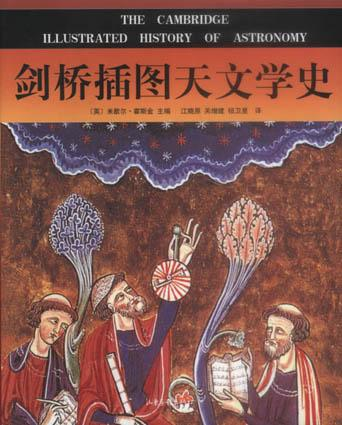 THE CAMBRIDGE
ILLUSTRATED HISTORY OF ASTRONOMY
剑桥插图天文学史
〔英〕米歇尔·霍斯金 主编 江晓原 关增建 钮卫星 译